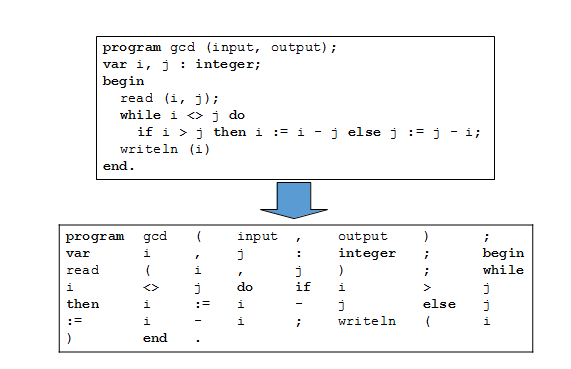 program gcd (input, output);
var i, j : integer;
begin
read (i, j);
while i <> j do
if i > j then i := i - j else j := j - i;
writeln (i)
end.
program gcd ( input , output ) ;
var i , j : integer ; begin
read ( i , j ) ; while
i <> j do if i > j
then i := i - j else j
:= i - i ; writeln ( i
) end .